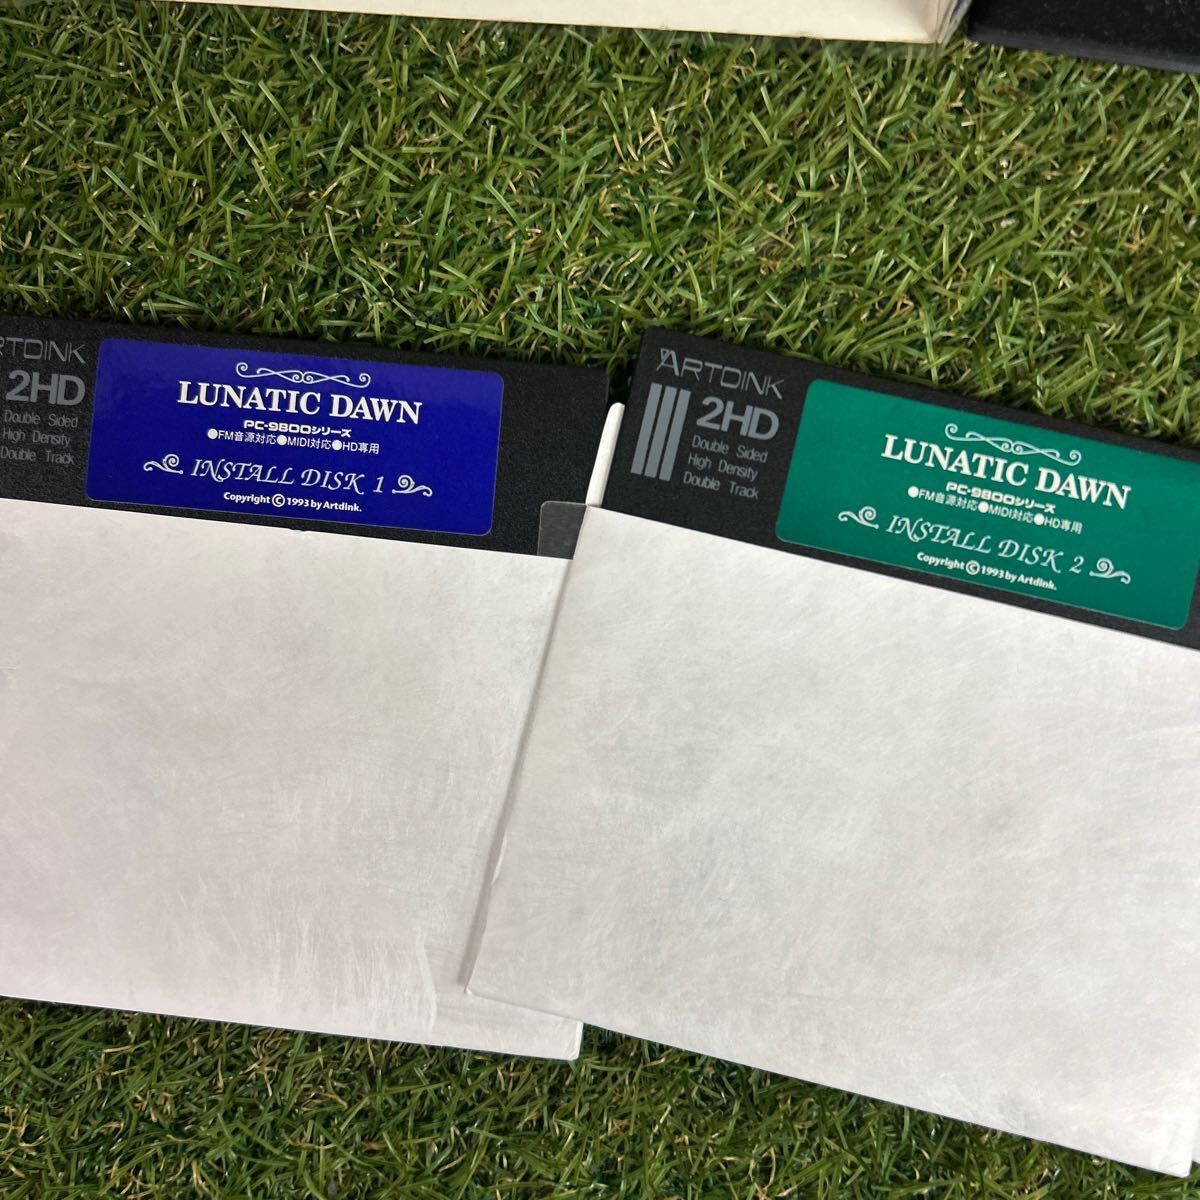 ARTDINK
2HD
Double Sided
High Density
Double Track
LUNATIC DAWN
PC-9800シリーズ
●FM音源対応●MIDI対応●HD専用
INSTALL DISK 1
Copyright ©1993 by Artdink.
ARTDINK
2HD
Double Sided
High Density
Double Track
LUNATIC DAWN
PC-9800シリーズ
●FM音源対応●MIDI対応●HD専用
INSTALL DISK 2
Copyright ©1993 by Artdink.